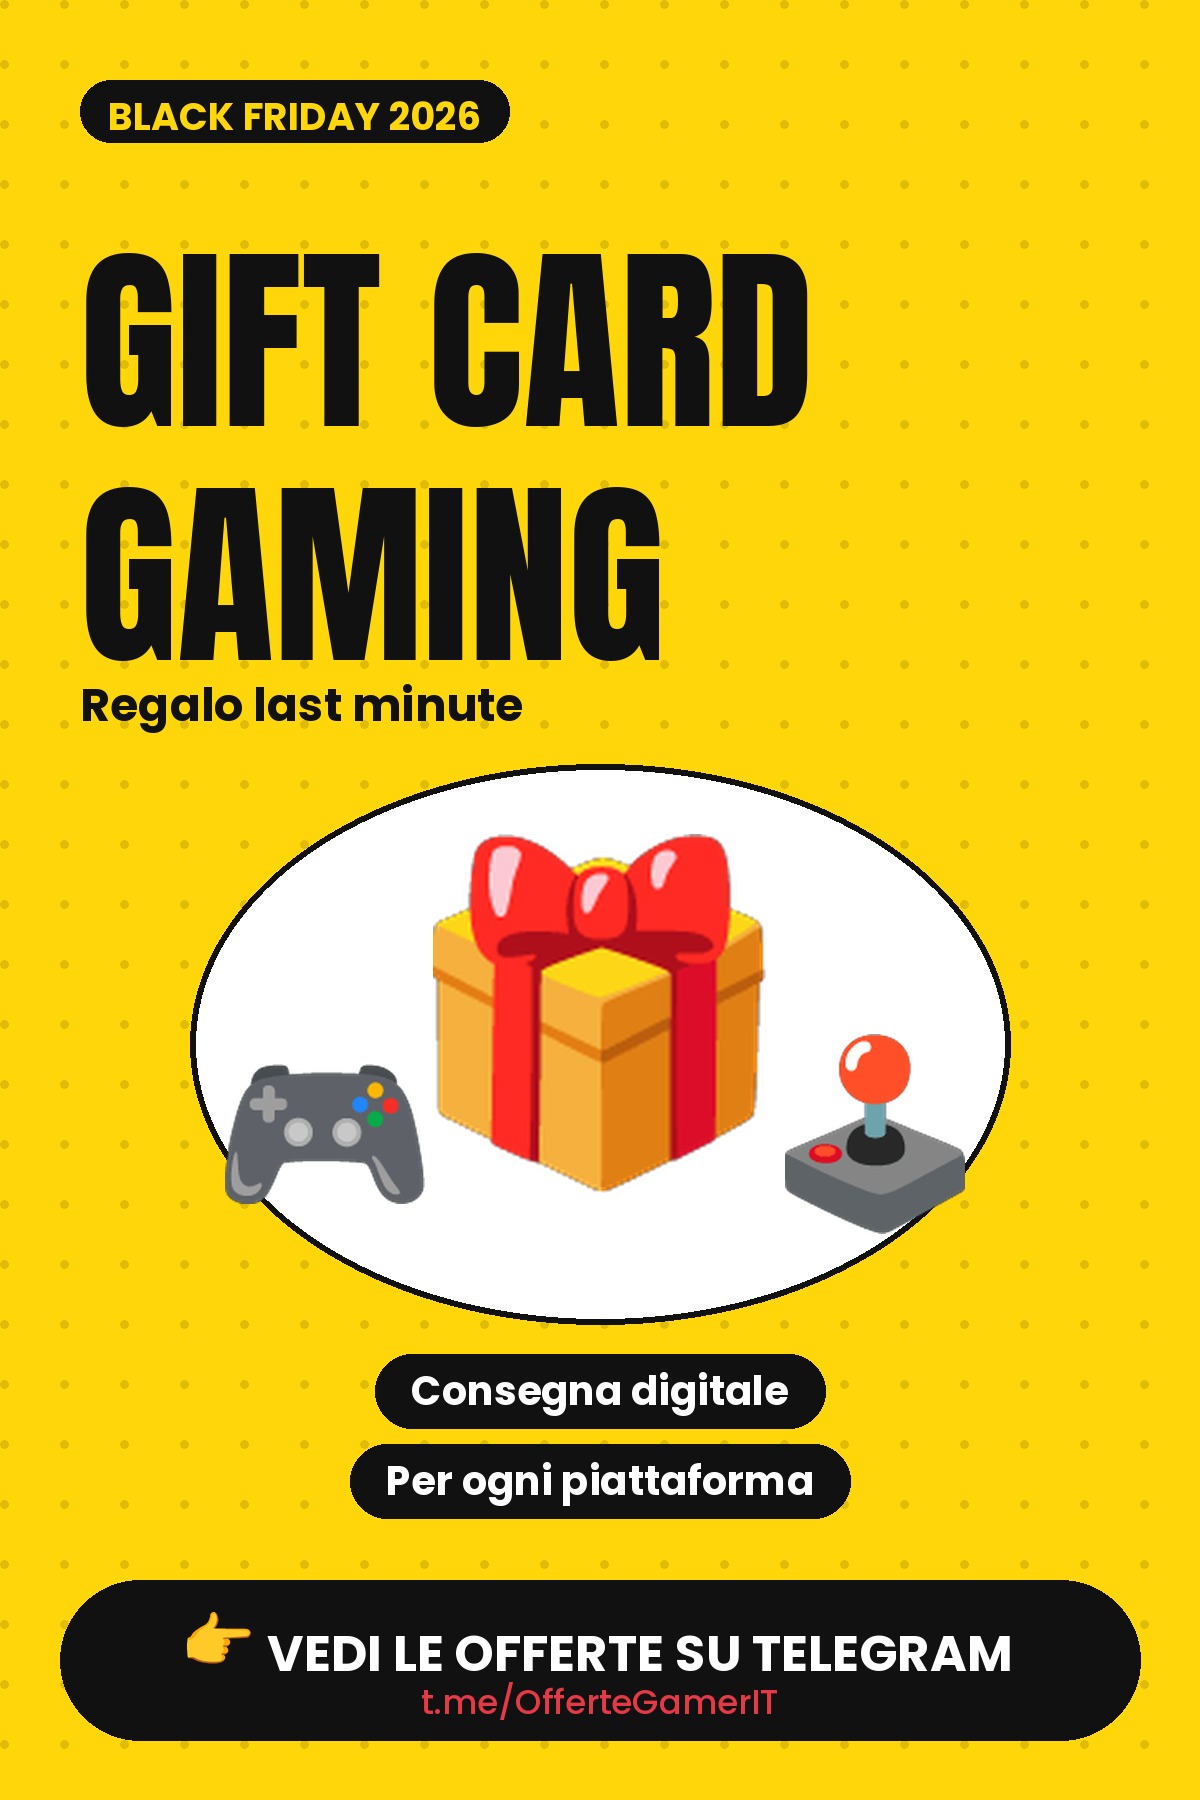 BLACK FRIDAY 2026
GIFT CARD
GAMING
Regalo last minute
Consegna digitale
Per ogni piattaforma
VEDI LE OFFERTE SU TELEGRAM
t.me/OfferteGamerIT